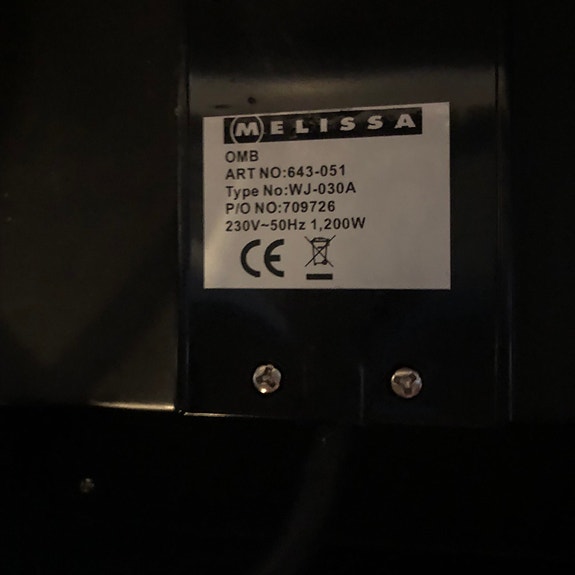 MELISSA
OMB
ART NO:643-051
Type No:WJ-030A
P/O NO:709726
230V~50Hz 1,200W
CE